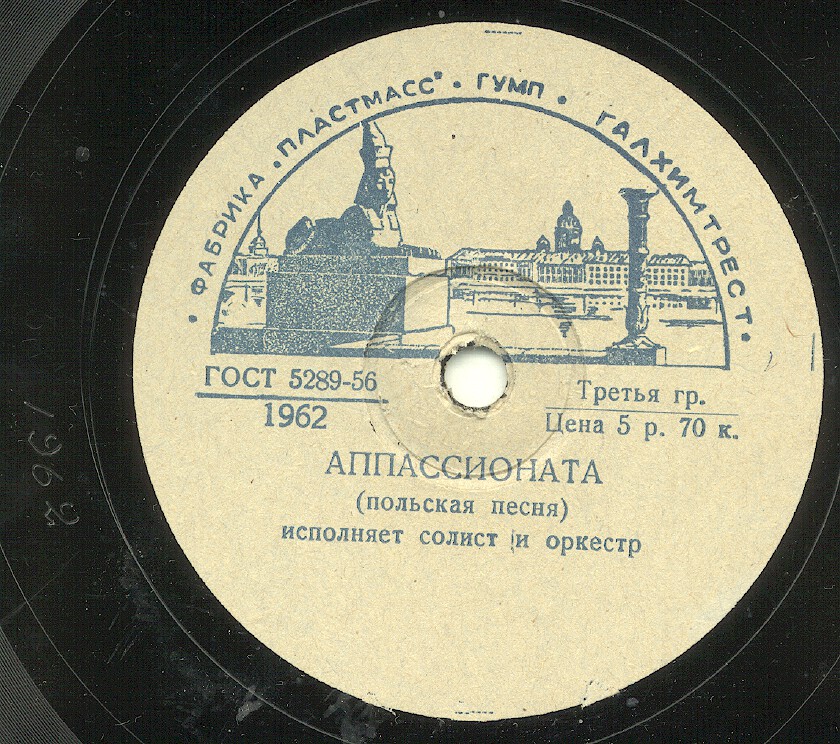 • ФАБРИКА • „ПЛАСТМАСС" • ГУМП • ГАЛХИМТРЕСТ •
ГОСТ 5289-56
1962
Третья гр.
Цена 5 р. 70 к.
АППАССИОНАТА
(польская песня)
исполняет солист и оркестр
1962